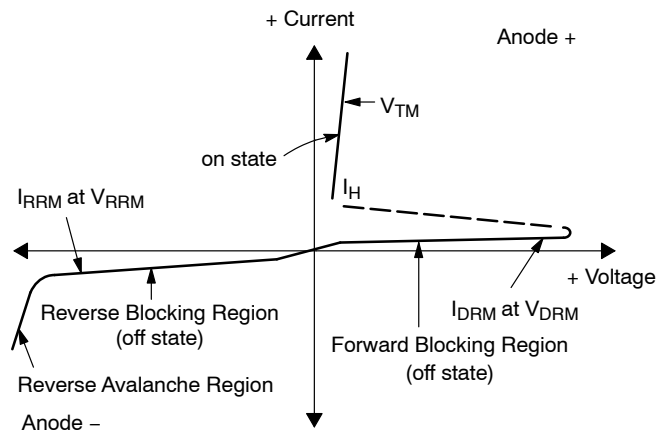 + Current
Anode +
V_TM
on state
I_H
I_RRM at V_RRM
+ Voltage
I_DRM at V_DRM
Reverse Blocking Region
(off state)
Forward Blocking Region
(off state)
Reverse Avalanche Region
Anode −